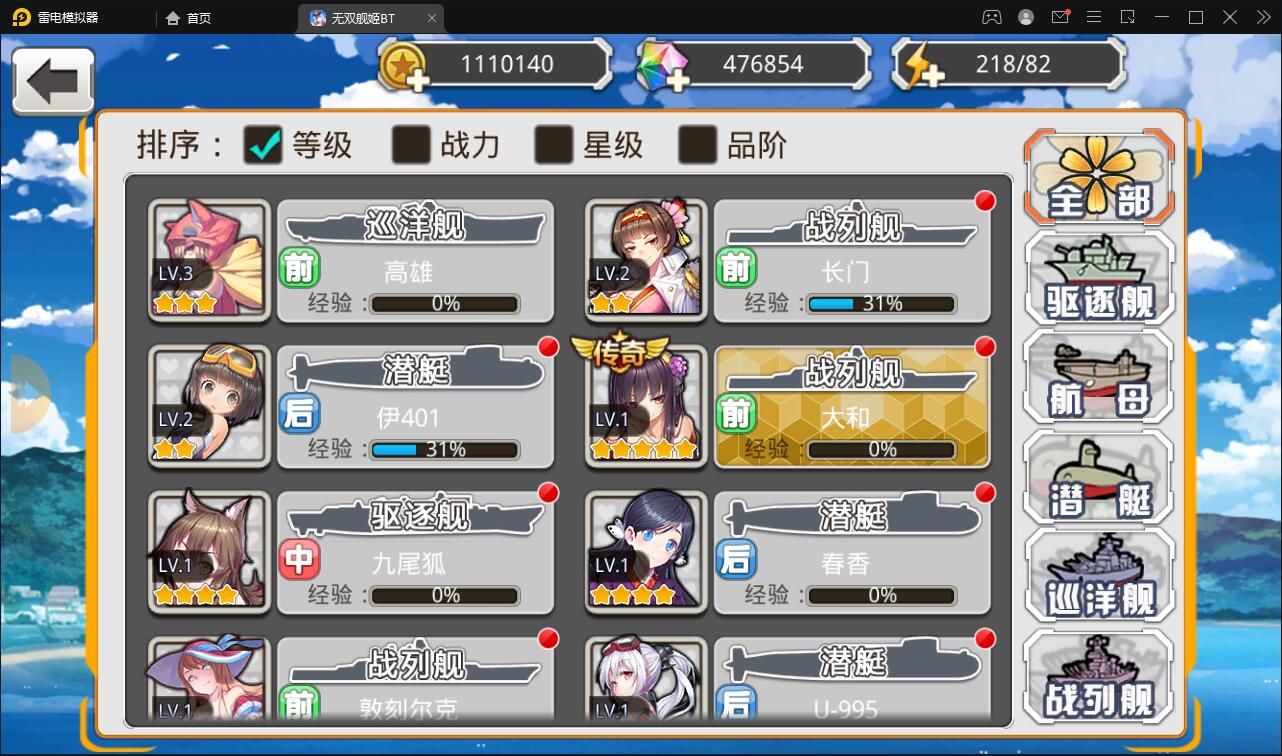 雷电模拟器 首页 无双舰姬BT
1110140 476854 218/82
排序： 等级 战力 星级 品阶
LV.3 巡洋舰 前 高雄 经验：0%
LV.2 战列舰 前 长门 经验：31%
LV.2 潜艇 后 伊401 经验：31%
传奇 LV.1 战列舰 前 大和 经验：0%
LV.1 驱逐舰 中 九尾狐 经验：0%
LV.1 潜艇 后 春香 经验：0%
LV.1 战列舰 前 敦刻尔克
LV.1 潜艇 后 U-995
全部
驱逐舰
航母
潜艇
巡洋舰
战列舰